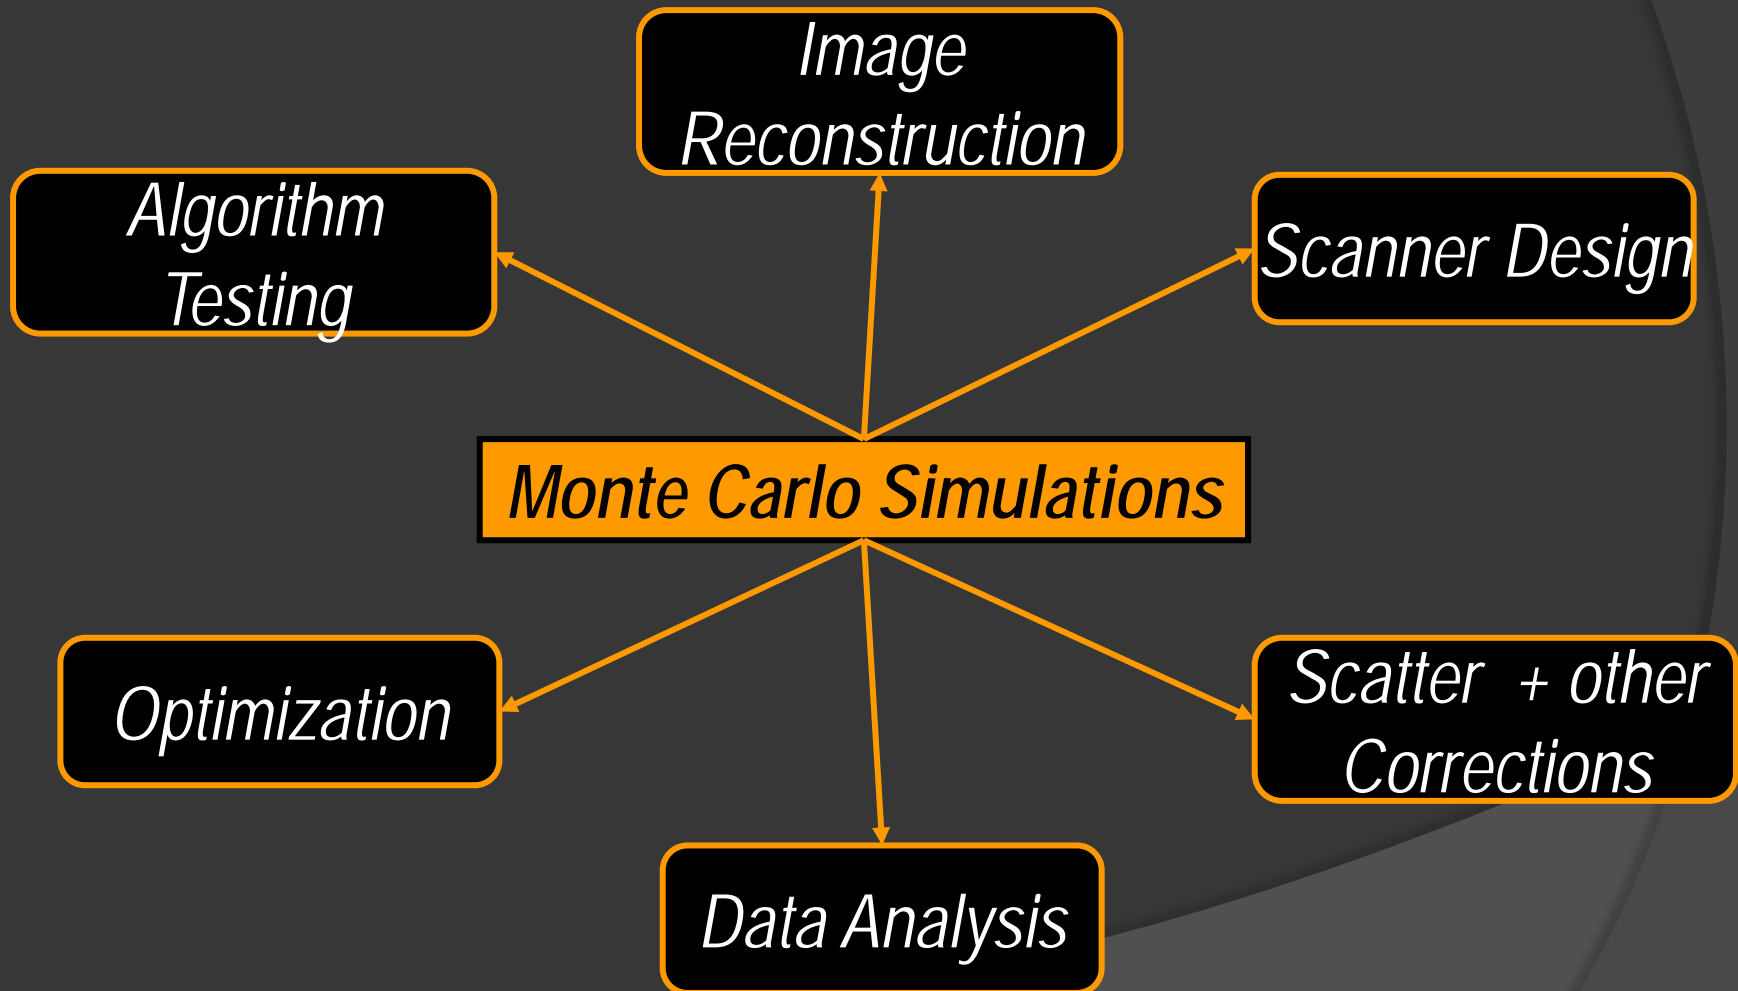 Image
Reconstruction
Algorithm
Testing
Scanner Design
Monte Carlo Simulations
Optimization
Scatter + other
Corrections
Data Analysis